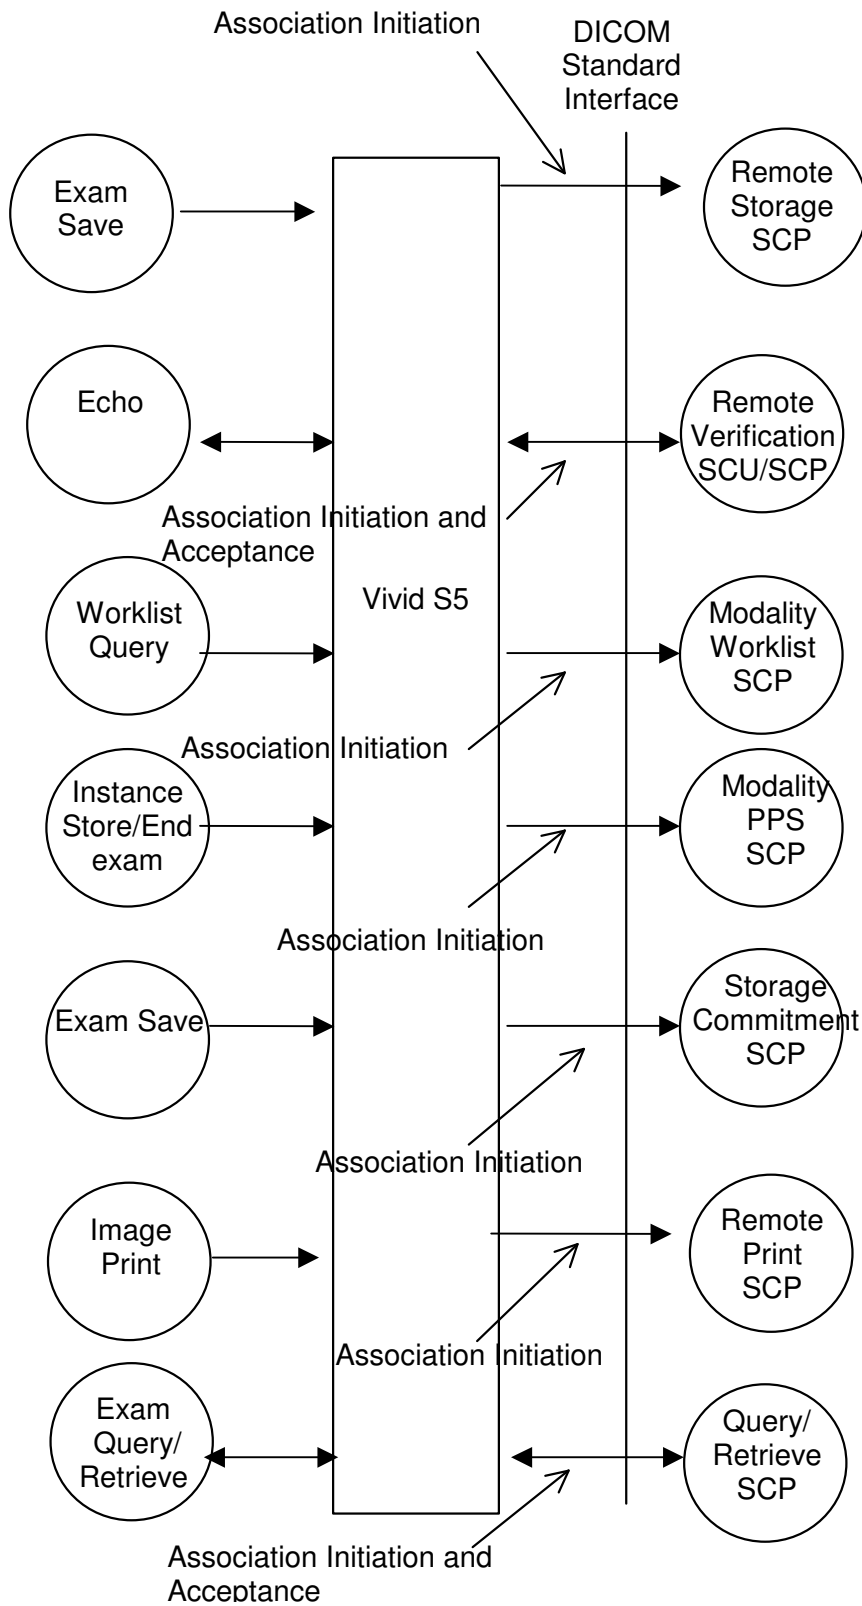 Association Initiation
DICOM
Standard
Interface
Exam
Save
Remote
Storage
SCP
Echo
Remote
Verification
SCU/SCP
Association Initiation and
Acceptance
Vivid S5
Worklist
Query
Modality
Worklist
SCP
Association Initiation
Instance
Store/End
exam
Modality
PPS
SCP
Association Initiation
Exam Save
Storage
Commitment
SCP
Association Initiation
Image
Print
Remote
Print
SCP
Association Initiation
Exam
Query/
Retrieve
Query/
Retrieve
SCP
Association Initiation and
Acceptance